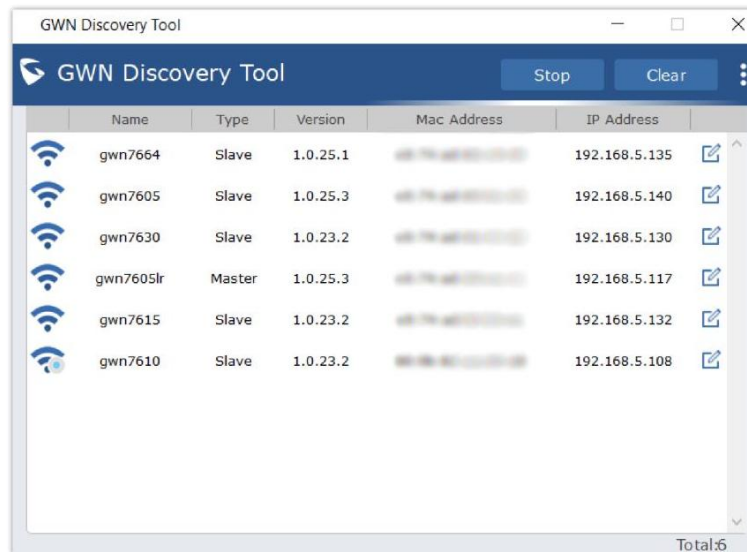 GWN Discovery Tool
GWN Discovery Tool Stop Clear
Name Type Version Mac Address IP Address
gwn7664 Slave 1.0.25.1 192.168.5.135
gwn7605 Slave 1.0.25.3 192.168.5.140
gwn7630 Slave 1.0.23.2 192.168.5.130
gwn7605lr Master 1.0.25.3 192.168.5.117
gwn7615 Slave 1.0.23.2 192.168.5.132
gwn7610 Slave 1.0.23.2 192.168.5.108
Total:6